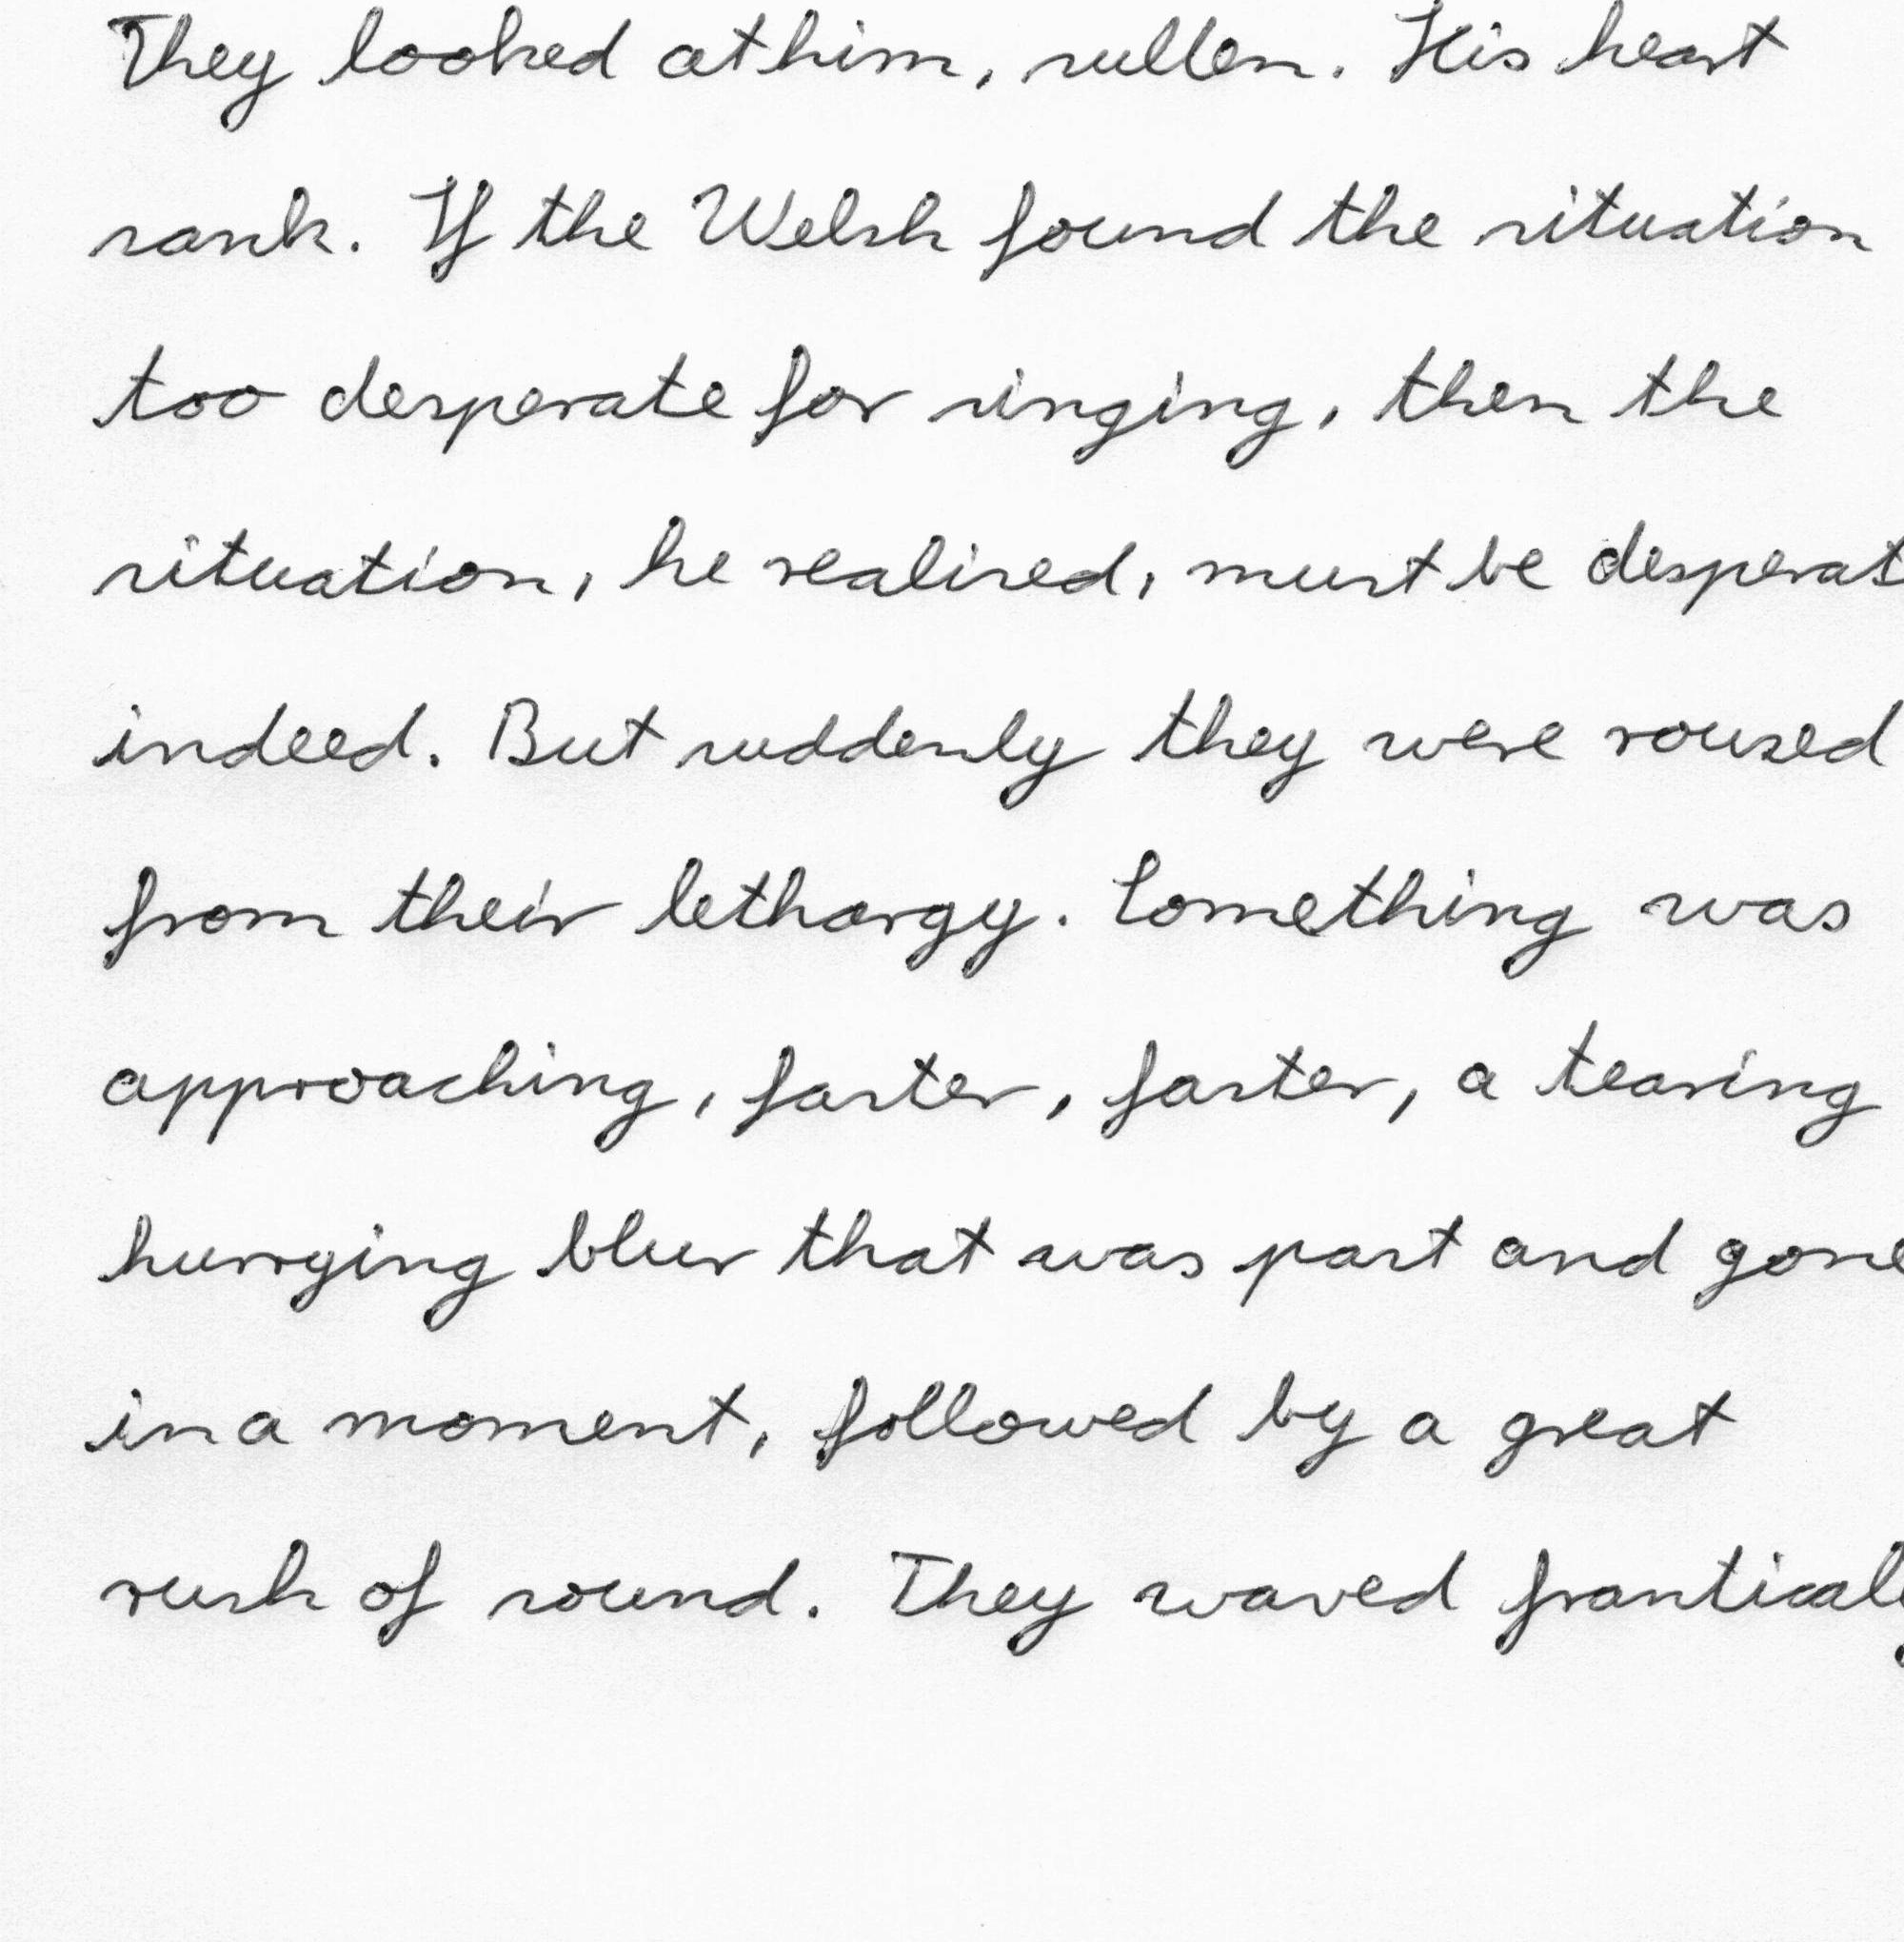 They looked at him, sullen. His heart
sank. If the Welsh found the situation
too desperate for singing, then the
situation, he realised, must be desperat
indeed. But suddenly they were roused
from their lethargy. Something was
approaching, faster, faster, a tearing
hurrying blur that was past and gone
in a moment, followed by a great
rush of sound. They waved frantically